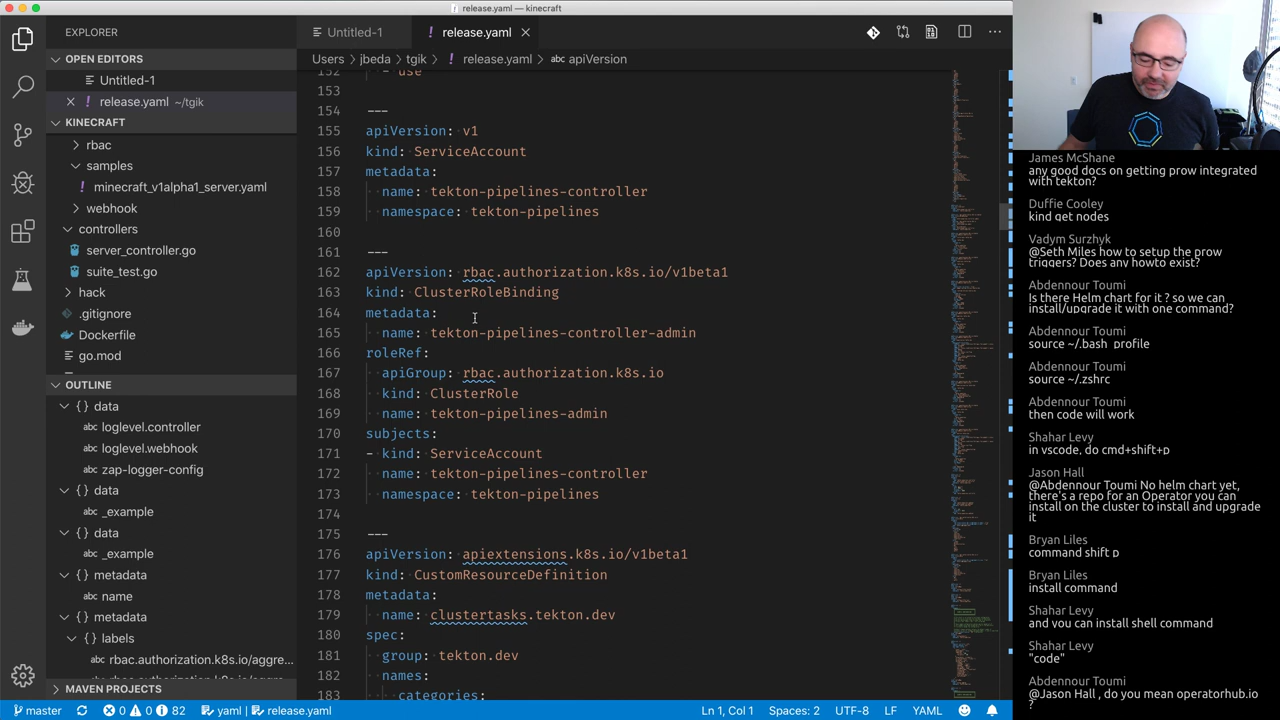 release.yaml — kinecraft
EXPLORER
OPEN EDITORS
Untitled-1
release.yaml ~/tgik
KINECRAFT
rbac
samples
minecraft_v1alpha1_server.yaml
webhook
controllers
server_controller.go
suite_test.go
hack
.gitignore
Dockerfile
go.mod
OUTLINE
data
loglevel.controller
loglevel.webhook
zap-logger-config
{} data
_example
{} data
_example
{} metadata
name
{} metadata
{} labels
rbac.authorization.k8s.io/aggre...
Untitled-1
release.yaml
Users > jbeda > tgik > release.yaml > apiVersion
152 - use
153
154 ---
155 apiVersion: v1
156 kind: ServiceAccount
157 metadata:
158 name: tekton-pipelines-controller
159 namespace: tekton-pipelines
160
161 ---
162 apiVersion: rbac.authorization.k8s.io/v1beta1
163 kind: ClusterRoleBinding
164 metadata:
165 name: tekton-pipelines-controller-admin
166 roleRef:
167 apiGroup: rbac.authorization.k8s.io
168 kind: ClusterRole
169 name: tekton-pipelines-admin
170 subjects:
171 - kind: ServiceAccount
172 name: tekton-pipelines-controller
173 namespace: tekton-pipelines
174
175 ---
176 apiVersion: apiextensions.k8s.io/v1beta1
177 kind: CustomResourceDefinition
178 metadata:
179 name: clustertasks.tekton.dev
180 spec:
181 group: tekton.dev
182 names:
183 categories:
James McShane
any good docs on getting prow integrated
with tekton?
Duffie Cooley
kind get nodes
Vadym Surzhyk
@Seth Miles how'd setup the prow
triggers? Does any howto exist?
Abdennour Toumi
Is there Helm chart for it ? so we can
install/upgrade it with one command?
Abdennour Toumi
source ~/.bash_profile
Abdennour Toumi
source ~/.zshrc
Abdennour Toumi
then code will work
Shahar Levy
in vscode, do cmd+shift+p
Jason Hall
@Abdennour Toumi No helm chart yet,
there's a repo for an Operator you can
install on the cluster to install and upgrade
it
Bryan Liles
command shift p
Bryan Liles
install command
Shahar Levy
and you can install shell command
Shahar Levy
"code"
Abdennour Toumi
@Jason Hall , do you mean operatorhub.io
?
master
0 0 82
yaml | release.yaml
Ln 1, Col 1
Spaces: 2
UTF-8
LF
YAML